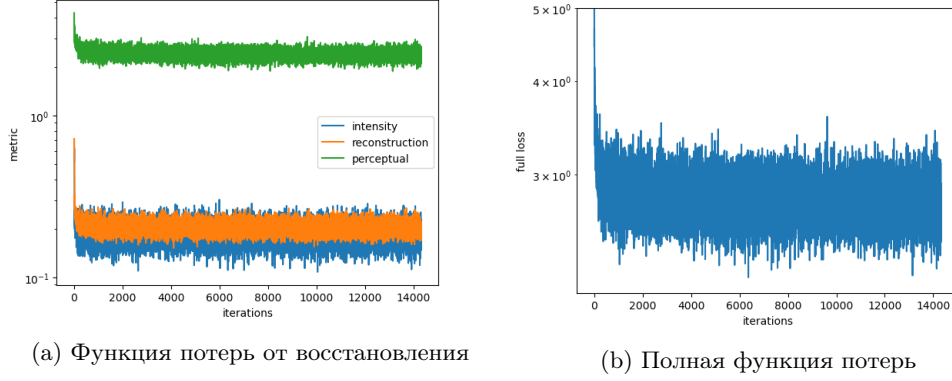 10⁰
10⁻¹
metric
intensity
reconstruction
perceptual
0 2000 4000 6000 8000 10000 12000 14000
iterations
(a) Функция потерь от восстановления
5 × 10⁰
4 × 10⁰
3 × 10⁰
full loss
0 2000 4000 6000 8000 10000 12000 14000
iterations
(b) Полная функция потерь